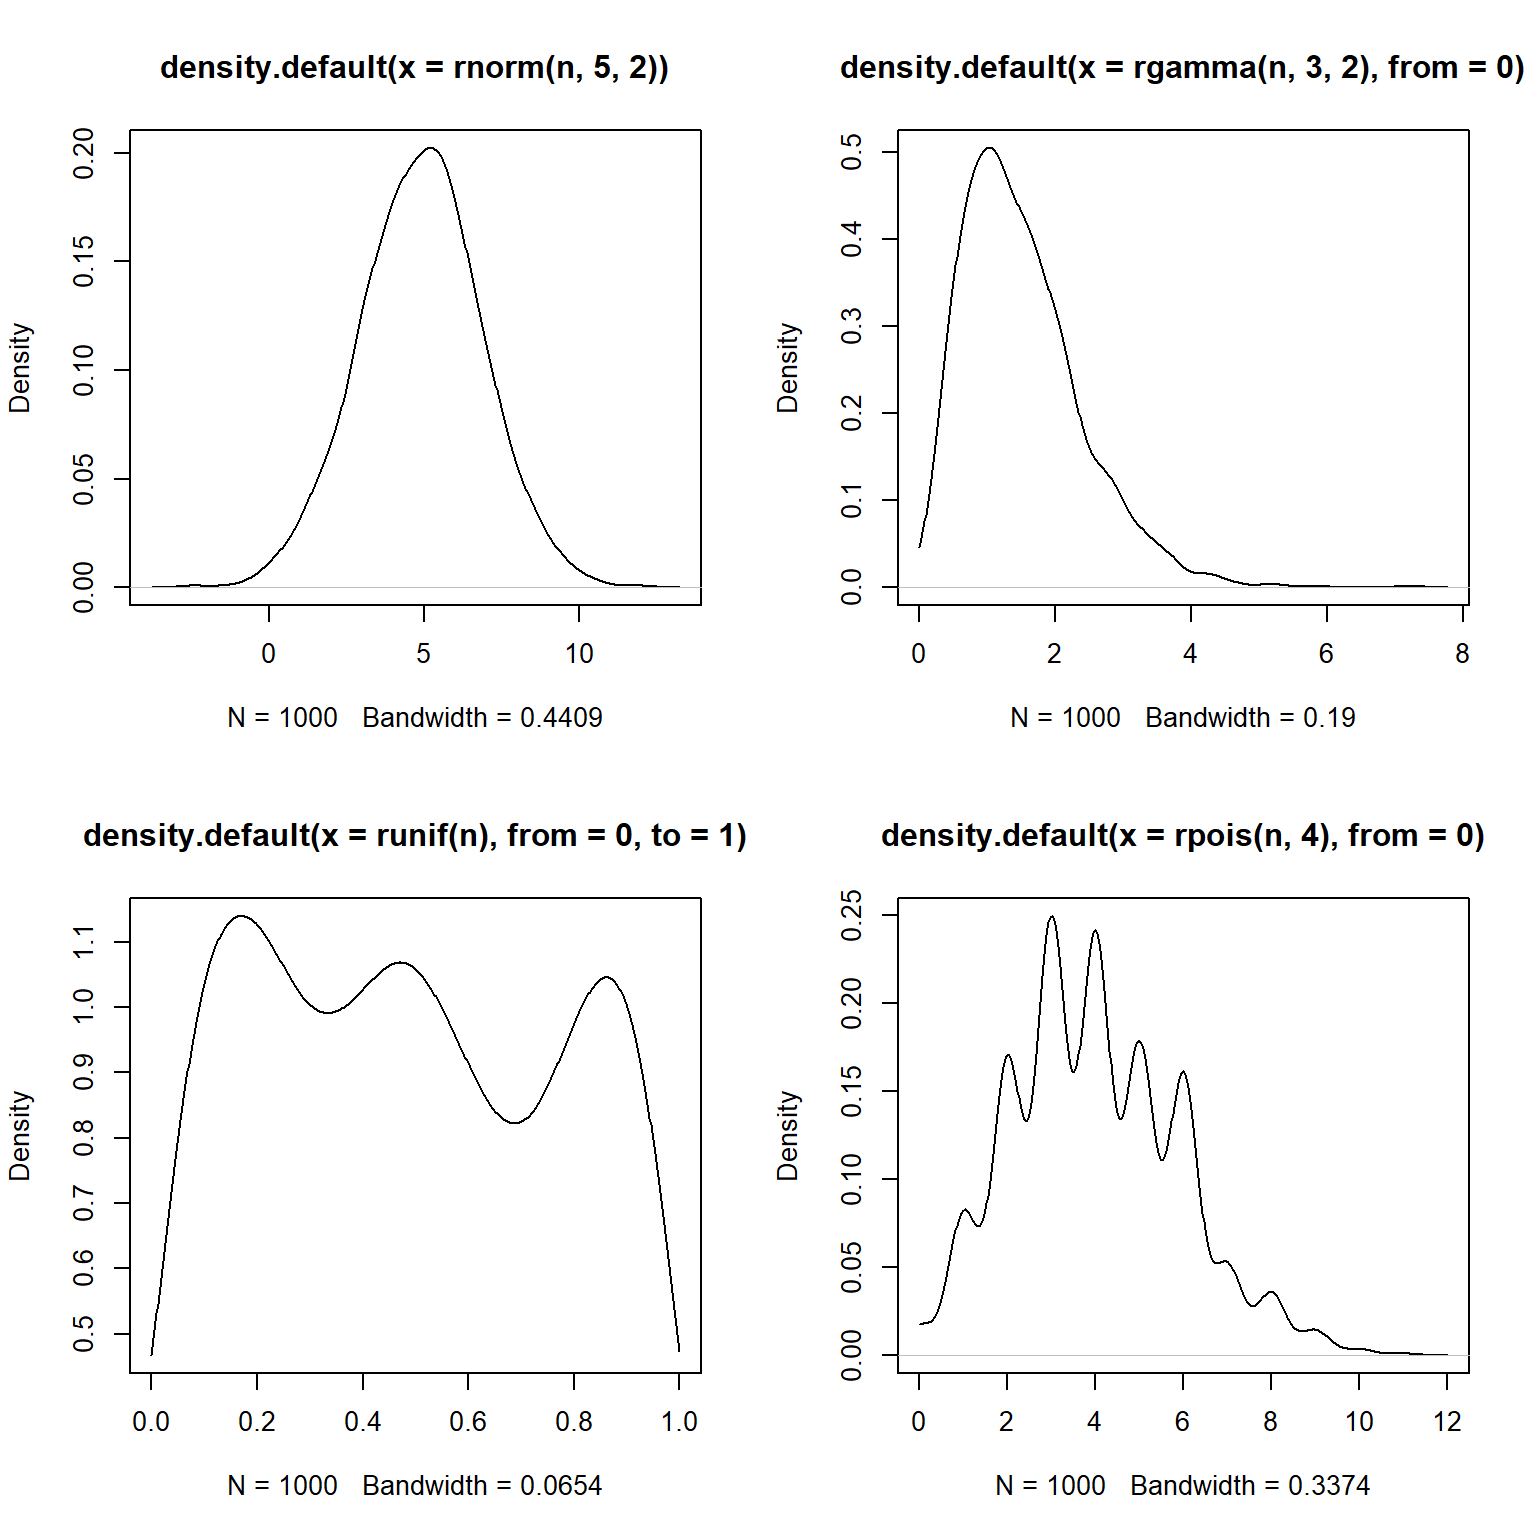 density.default(x = rnorm(n, 5, 2))
Density
0.00 0.05 0.10 0.15 0.20
0 5 10
N = 1000 Bandwidth = 0.4409
density.default(x = rgamma(n, 3, 2), from = 0)
Density
0.0 0.1 0.2 0.3 0.4 0.5
0 2 4 6 8
N = 1000 Bandwidth = 0.19
density.default(x = runif(n), from = 0, to = 1)
Density
0.5 0.6 0.7 0.8 0.9 1.0 1.1
0.0 0.2 0.4 0.6 0.8 1.0
N = 1000 Bandwidth = 0.0654
density.default(x = rpois(n, 4), from = 0)
Density
0.00 0.05 0.10 0.15 0.20 0.25
0 2 4 6 8 10 12
N = 1000 Bandwidth = 0.3374